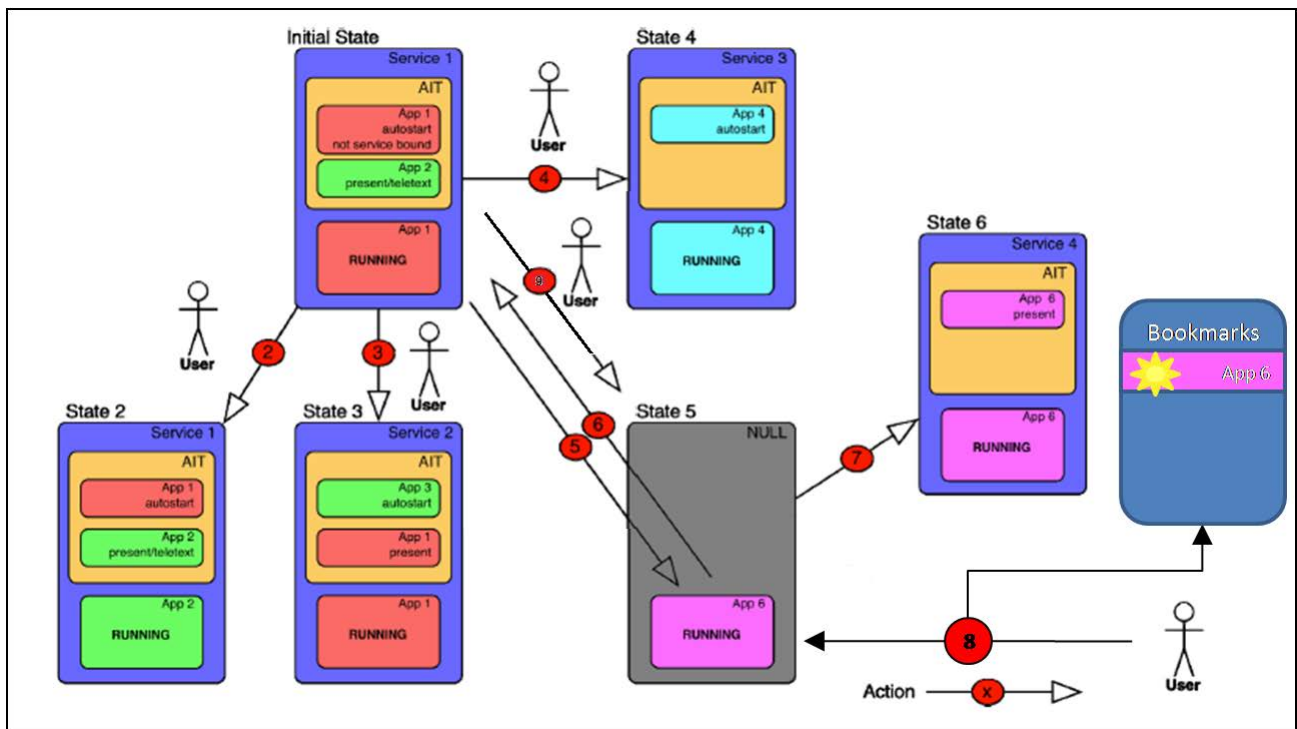 Initial State
Service 1
AIT
App 1
autostart
not service bound
App 2
present/teletext
App 1
RUNNING
User
4
State 4
Service 3
AIT
App 4
autostart
App 4
RUNNING
User
9
User
2
3
User
6
5
State 2
Service 1
AIT
App 1
autostart
App 2
present/teletext
App 2
RUNNING
State 3
Service 2
AIT
App 3
autostart
App 1
present
App 1
RUNNING
State 5
NULL
App 6
RUNNING
7
State 6
Service 4
AIT
App 6
present
App 6
RUNNING
Bookmarks
App 6
8
User
Action
x